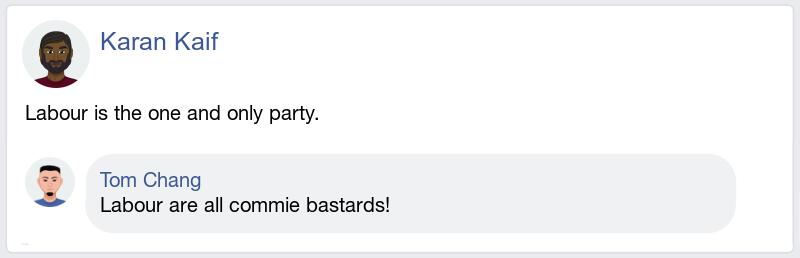 Karan Kaif
Labour is the one and only party.
Tom Chang
Labour are all commie bastards!